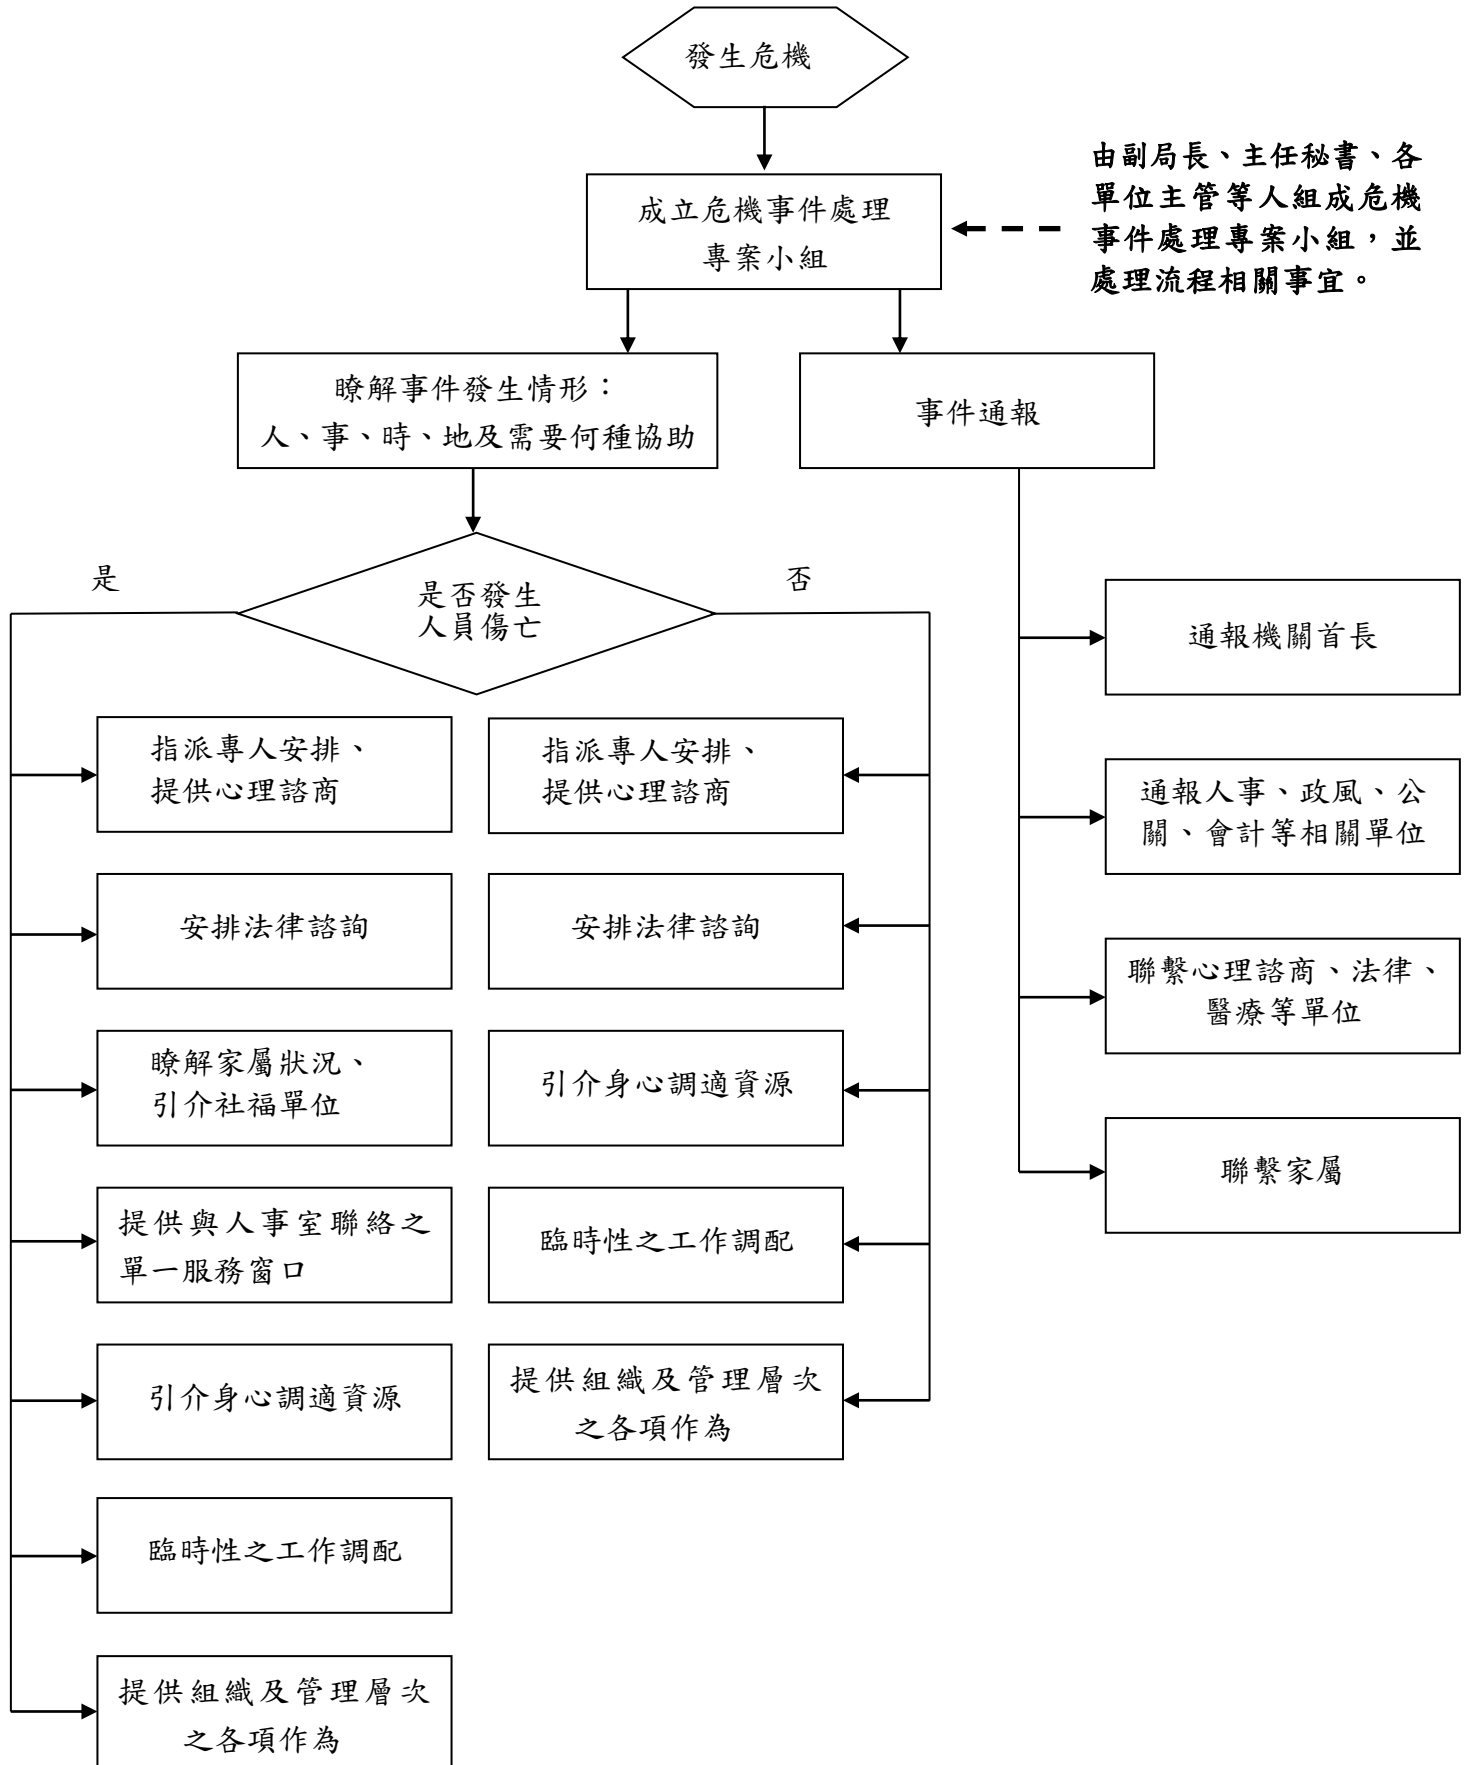 發生危機
由副局長、主任秘書、各
單位主管等人組成危機
事件處理專案小組，並
處理流程相關事宜。
成立危機事件處理
專案小組
瞭解事件發生情形：
人、事、時、地及需要何種協助
事件通報
是
是否發生
人員傷亡
否
通報機關首長
通報人事、政風、公
關、會計等相關單位
聯繫心理諮商、法律、
醫療等單位
聯繫家屬
指派專人安排、
提供心理諮商
安排法律諮詢
瞭解家屬狀況、
引介社福單位
提供與人事室聯絡之
單一服務窗口
引介身心調適資源
臨時性之工作調配
提供組織及管理層次
之各項作為
指派專人安排、
提供心理諮商
安排法律諮詢
引介身心調適資源
臨時性之工作調配
提供組織及管理層次
之各項作為